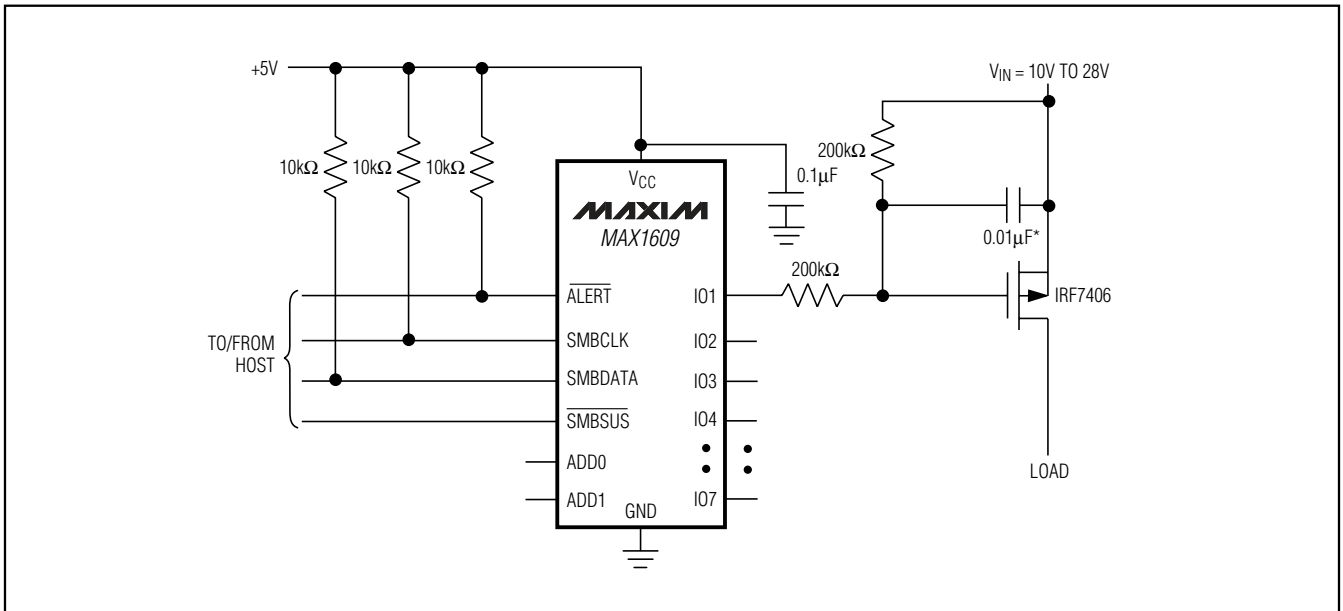 +5V
V_IN = 10V TO 28V
10kΩ
10kΩ
10kΩ
200kΩ
0.1µF
V_CC
MAXIM
MAX1609
0.01µF*
200kΩ
IRF7406
TO/FROM
HOST
ALERT
SMBCLK
SMBDATA
SMBSUS
ADD0
ADD1
GND
IO1
IO2
IO3
IO4
IO7
LOAD